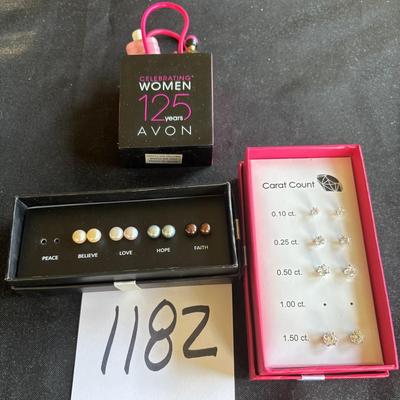 CELEBRATING
WOMEN
125
years
AVON
Carat Count
0.10 ct.
0.25 ct.
0.50 ct.
1.00 ct.
1.50 ct.
PEACE BELIEVE LOVE HOPE FAITH
1182